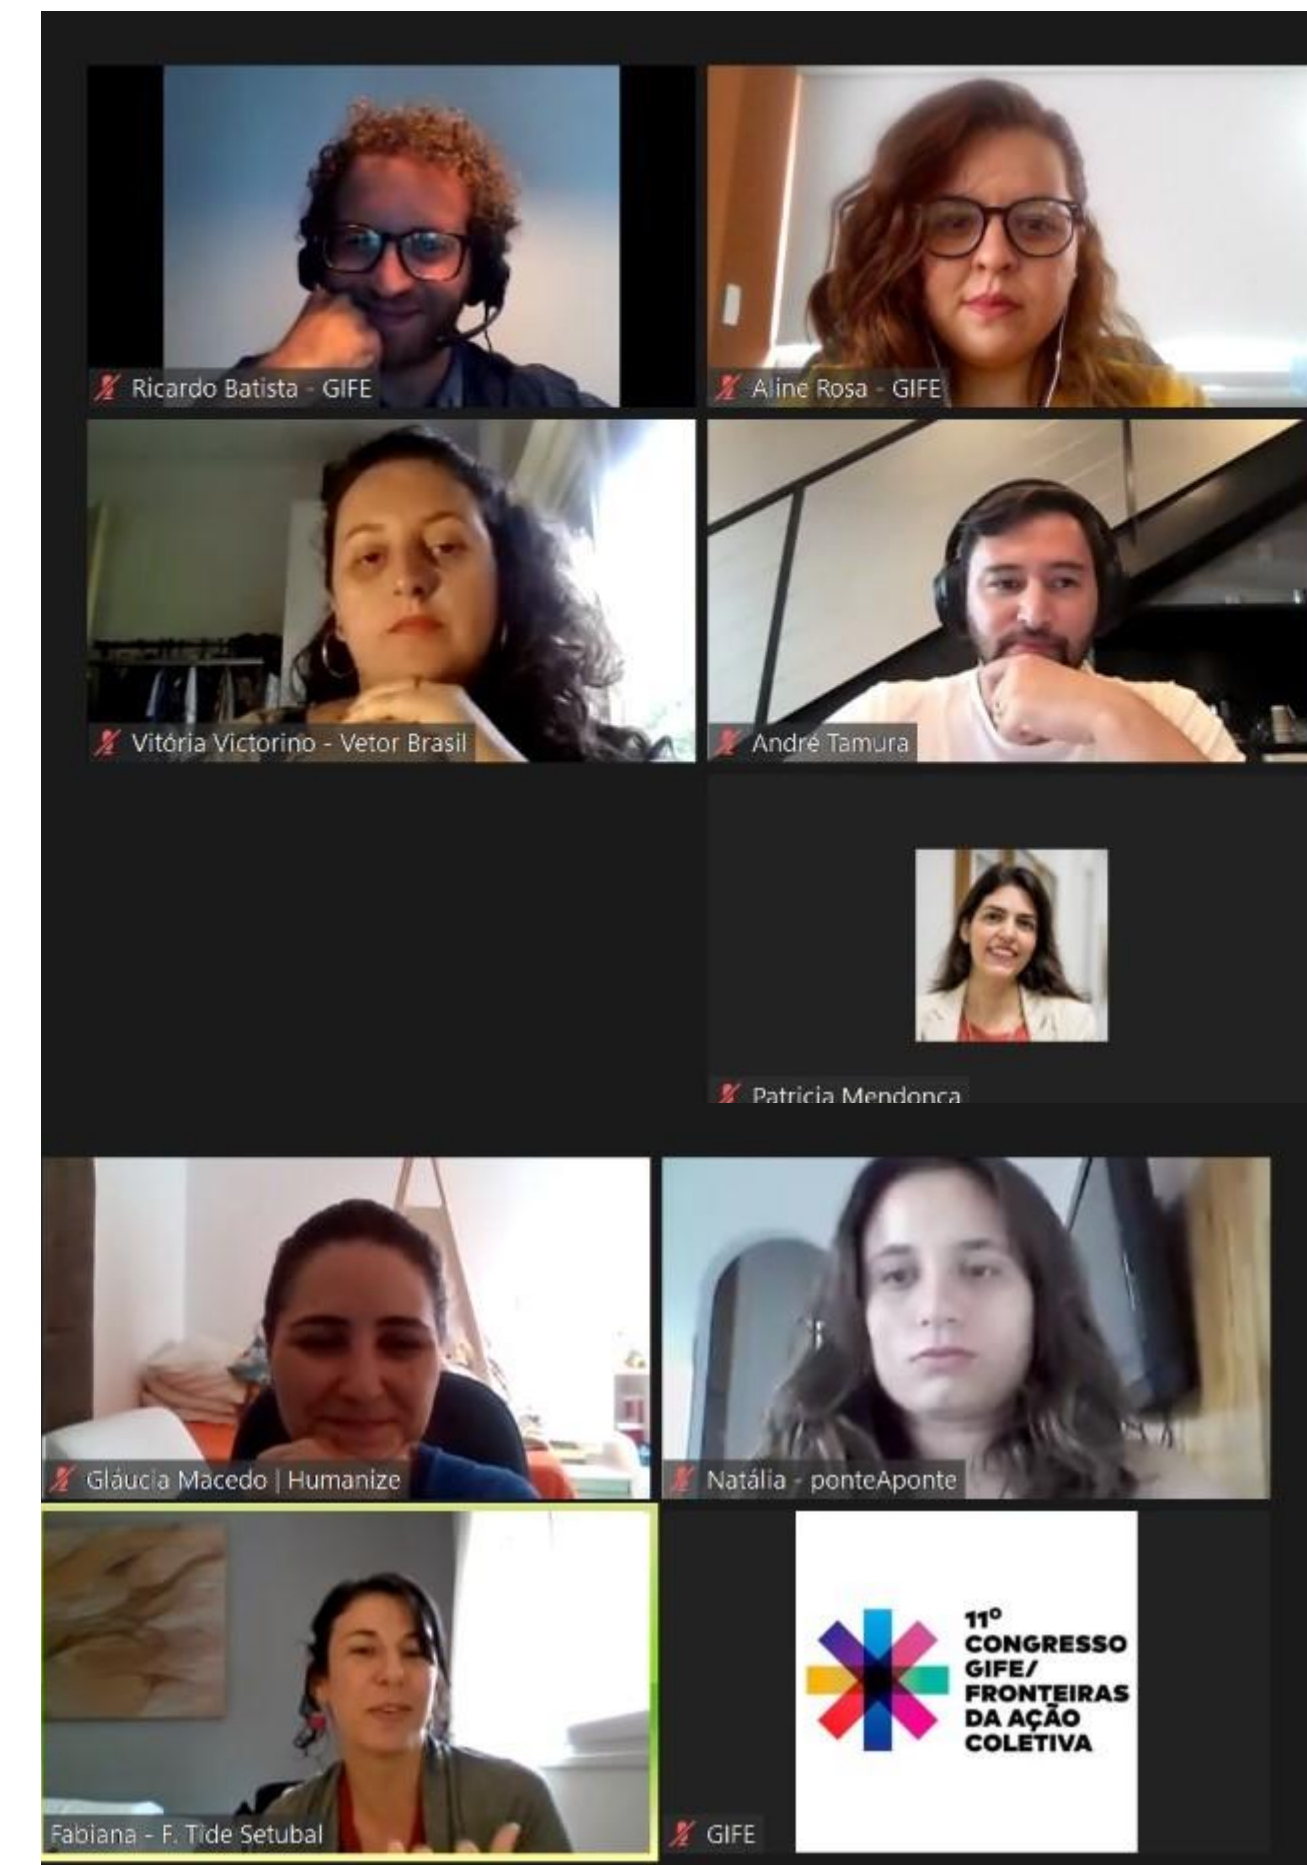 Ricardo Batista - GIFE
Aline Rosa - GIFE
Vitória Victorino - Vetor Brasil
André Tamura
Patricia Mendonça
Gláucia Macedo | Humanize
Natália - ponteAponte
Fabiana - F. Tide Setubal
11º
CONGRESSO
GIFE/
FRONTEIRAS
DA AÇÃO
COLETIVA
GIFE